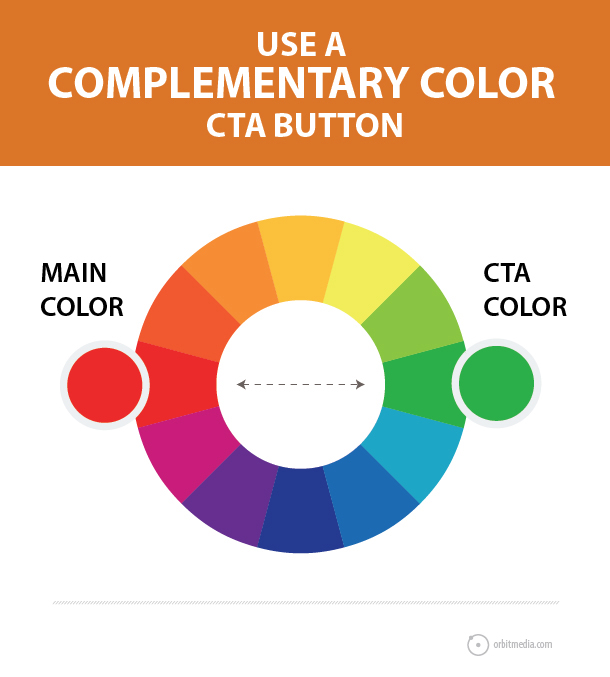 USE A
COMPLEMENTARY COLOR
CTA BUTTON
MAIN
COLOR
CTA
COLOR
orbitmedia.com